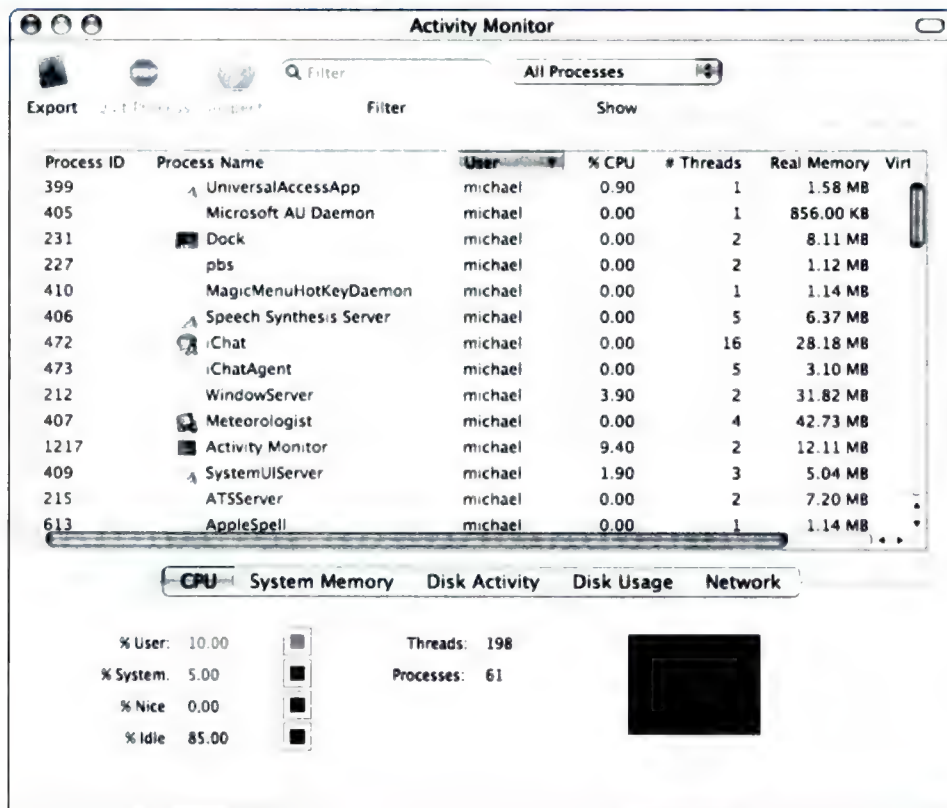 Activity Monitor
Filter
All Processes
Export
Filter
Show
Process ID Process Name User % CPU # Threads Real Memory Virt
399 UniversalAccessApp michael 0.90 1 1.58 MB
405 Microsoft AU Daemon michael 0.00 1 856.00 KB
231 Dock michael 0.00 2 8.11 MB
227 pbs michael 0.00 2 1.12 MB
410 MagicMenuHotKeyDaemon michael 0.00 1 1.14 MB
406 Speech Synthesis Server michael 0.00 5 6.37 MB
472 iChat michael 0.00 16 28.18 MB
473 iChatAgent michael 0.00 5 3.10 MB
212 WindowServer michael 3.90 2 31.82 MB
407 Meteorologist michael 0.00 4 42.73 MB
1217 Activity Monitor michael 9.40 2 12.11 MB
409 SystemUIServer michael 1.90 3 5.04 MB
215 ATSServer michael 0.00 2 7.20 MB
613 AppleSpell michael 0.00 1 1.14 MB
CPU System Memory Disk Activity Disk Usage Network
% User: 10.00 Threads: 198
% System: 5.00 Processes: 61
% Nice 0.00
% Idle 85.00